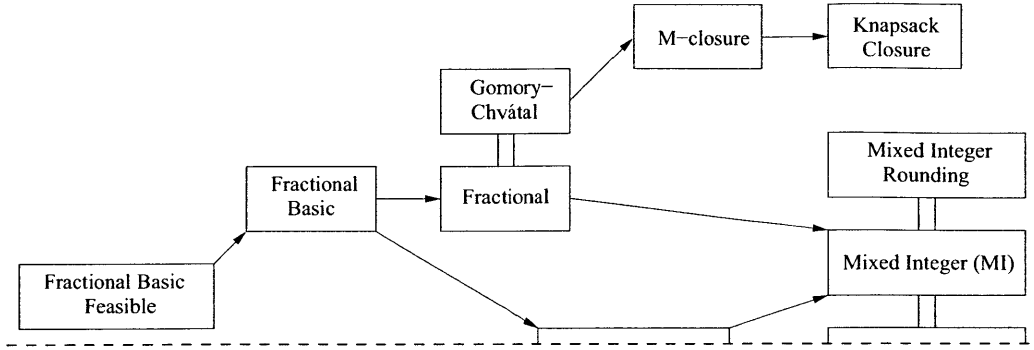 M-closure
Knapsack
Closure
Gomory-
Chvátal
Mixed Integer
Rounding
Fractional
Basic
Fractional
Mixed Integer (MI)
Fractional Basic
Feasible